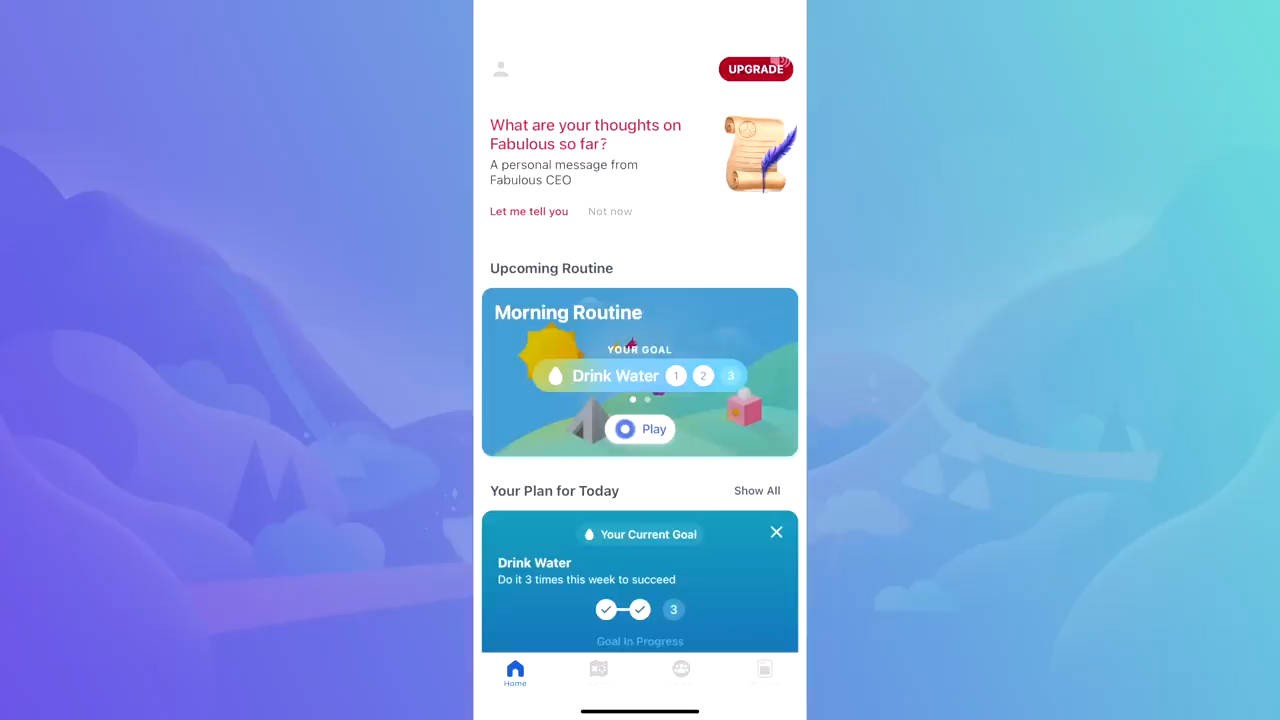 UPGRADE
What are your thoughts on
Fabulous so far?
A personal message from
Fabulous CEO
Let me tell you Not now
Upcoming Routine
Morning Routine
YOUR GOAL
Drink Water 1 2 3
Play
Your Plan for Today Show All
Your Current Goal
Drink Water
Do it 3 times this week to succeed
3
Goal In Progress
Home